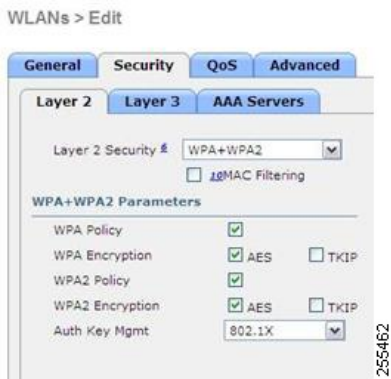 WLANs > Edit
General Security QoS Advanced
Layer 2 Layer 3 AAA Servers
Layer 2 Security 6 WPA+WPA2
10MAC Filtering
WPA+WPA2 Parameters
WPA Policy
WPA Encryption AES TKIP
WPA2 Policy
WPA2 Encryption AES TKIP
Auth Key Mgmt 802.1X
255462